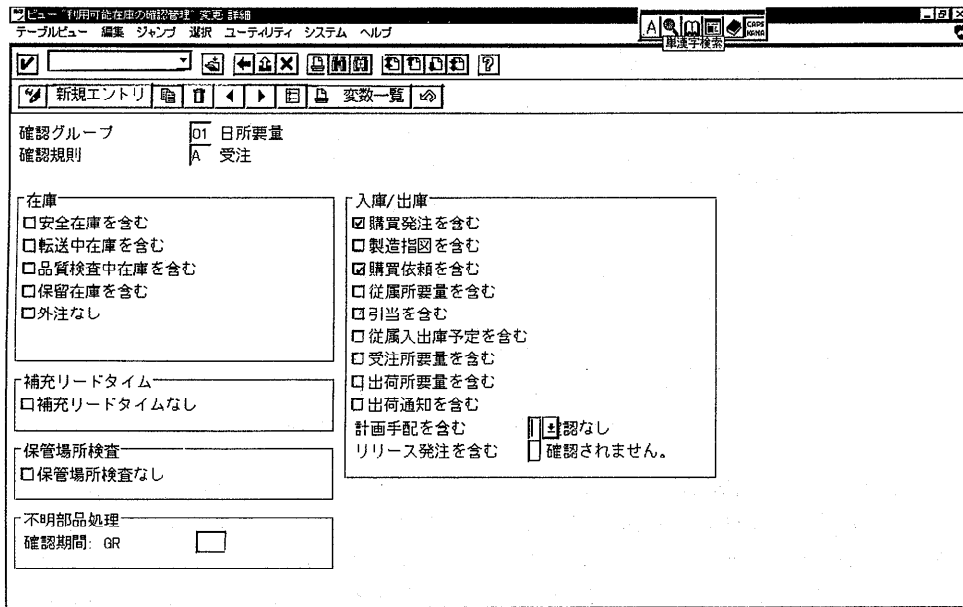 ビュー "利用可能在庫の確認管理" 変更 詳細
テーブルビュー 編集 ジャンプ 選択 ユーティリティ システム ヘルプ
A
CAPS
KANA
単漢字検索
新規エントリ
変数一覧
確認グループ 01 日所要量
確認規則 A 受注
在庫
安全在庫を含む
転送中在庫を含む
品質検査中在庫を含む
保留在庫を含む
外注なし
補充リードタイム
補充リードタイムなし
保管場所検査
保管場所検査なし
不明部品処理
確認期間: GR
入庫/出庫
購買発注を含む
製造指図を含む
購買依頼を含む
従属所要量を含む
引当を含む
従属入出庫予定を含む
受注所要量を含む
出荷所要量を含む
出荷通知を含む
計画手配を含む 認なし
リリース発注を含む 確認されません。